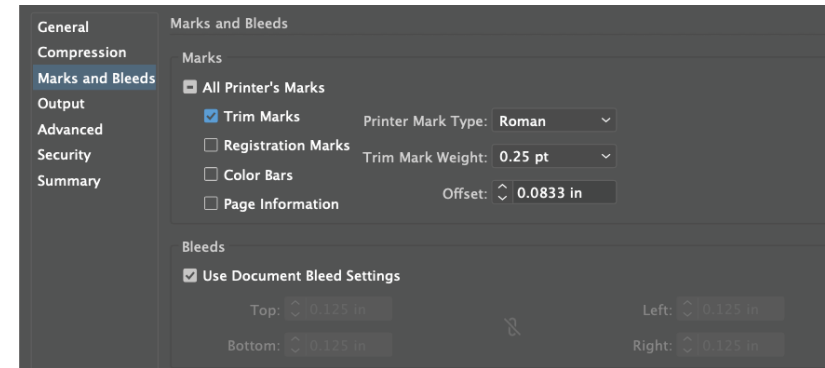 General
Compression
Marks and Bleeds
Output
Advanced
Security
Summary
Marks and Bleeds
Marks
All Printer's Marks
Trim Marks
Registration Marks
Color Bars
Page Information
Printer Mark Type: Roman
Trim Mark Weight: 0.25 pt
Offset: 0.0833 in
Bleeds
Use Document Bleed Settings
Top: 0.125 in
Left: 0.125 in
Bottom: 0.125 in
Right: 0.125 in